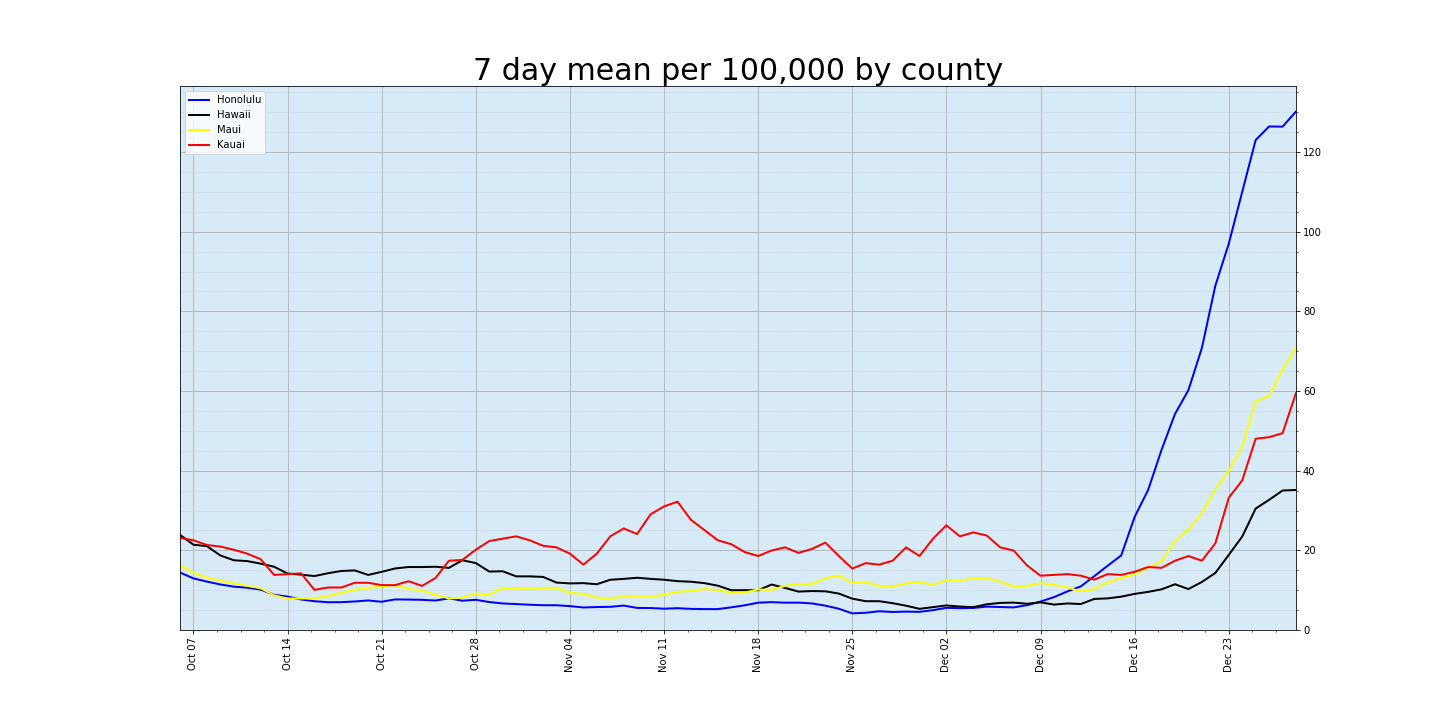 7 day mean per 100,000 by county
Honolulu
Hawaii
Maui
Kauai
120
100
80
60
40
20
0
Oct 07
Oct 14
Oct 21
Oct 28
Nov 04
Nov 11
Nov 18
Nov 25
Dec 02
Dec 09
Dec 16
Dec 23